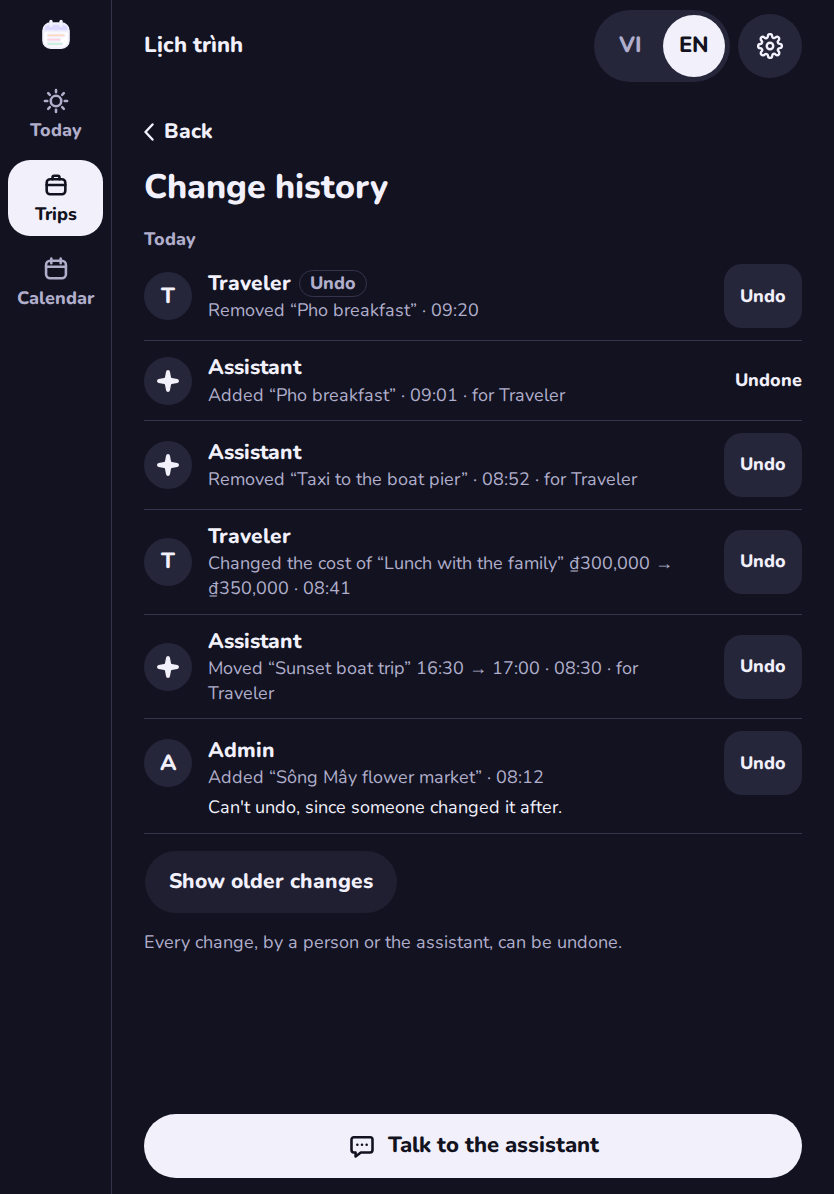 Lịch trình
VI EN
Today
Trips
Calendar
Back
Change history
Today
T Traveler Undo
Removed “Pho breakfast” · 09:20
Undo
Assistant
Added “Pho breakfast” · 09:01 · for Traveler
Undone
Assistant
Removed “Taxi to the boat pier” · 08:52 · for Traveler
Undo
T Traveler
Changed the cost of “Lunch with the family” ₫300,000 →
₫350,000 · 08:41
Undo
Assistant
Moved “Sunset boat trip” 16:30 → 17:00 · 08:30 · for
Traveler
Undo
A Admin
Added “Sông Mây flower market” · 08:12
Can't undo, since someone changed it after.
Undo
Show older changes
Every change, by a person or the assistant, can be undone.
Talk to the assistant